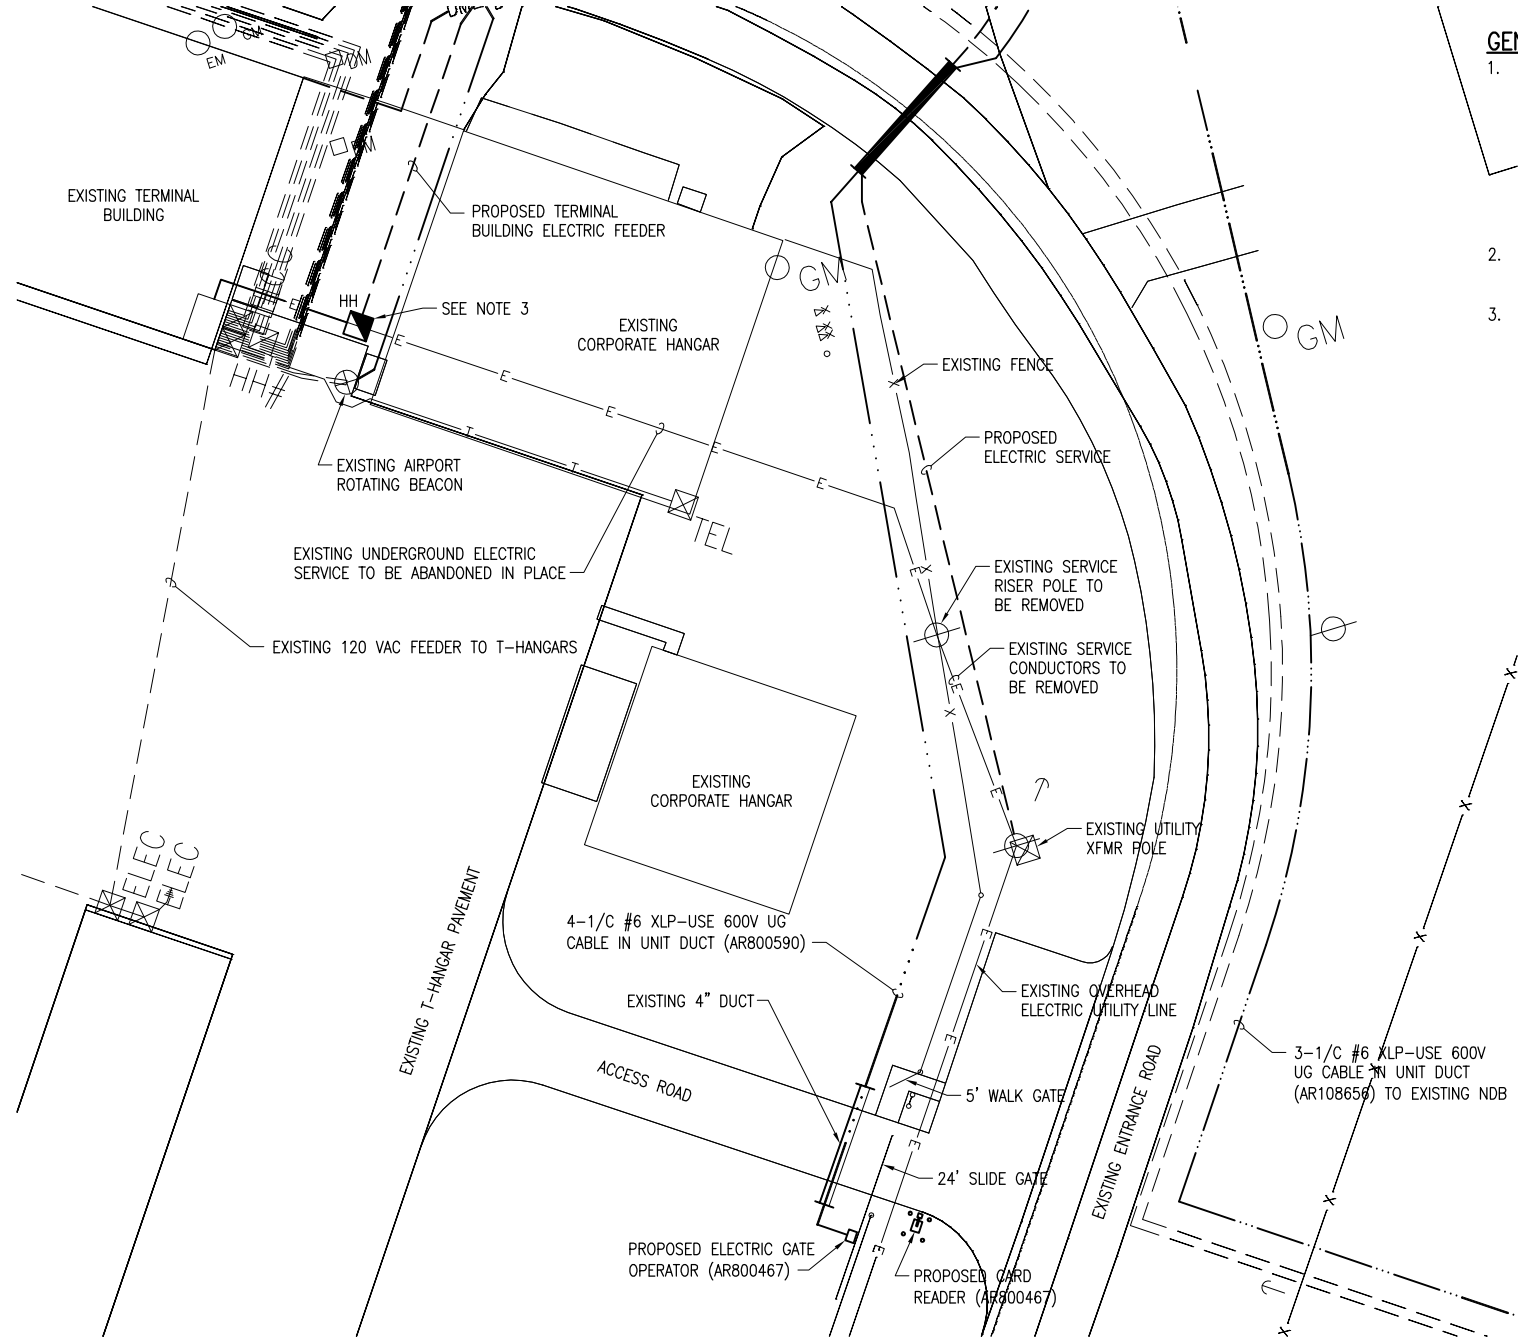 GEN
1.
EM
GM
EXISTING TERMINAL
BUILDING
PROPOSED TERMINAL
BUILDING ELECTRIC FEEDER
2.
GM
HH
SEE NOTE 3
3.
EXISTING
CORPORATE HANGAR
GM
E
E
E
E
E
E
EXISTING FENCE
X
HH
T
T
PROPOSED
ELECTRIC SERVICE
EXISTING AIRPORT
ROTATING BEACON
TEL
EXISTING UNDERGROUND ELECTRIC
SERVICE TO BE ABANDONED IN PLACE
E
X
EXISTING SERVICE
RISER POLE TO
BE REMOVED
EXISTING 120 VAC FEEDER TO T-HANGARS
EXISTING SERVICE
CONDUCTORS TO
BE REMOVED
E
X
X
EXISTING
CORPORATE HANGAR
E
X
EXISTING UTILITY
XFMR POLE
ELEC
ELEC
4-1/C #6 XLP-USE 600V UG
CABLE IN UNIT DUCT (AR800590)
E
X
EXISTING T-HANGAR PAVEMENT
EXISTING 4" DUCT
EXISTING OVERHEAD
ELECTRIC UTILITY LINE
E
3-1/C #6 XLP-USE 600V
UG CABLE IN UNIT DUCT
(AR108656) TO EXISTING NDB
X
ACCESS ROAD
5' WALK GATE
EXISTING ENTRANCE ROAD
E
24' SLIDE GATE
X
PROPOSED ELECTRIC GATE
OPERATOR (AR800467)
E
PROPOSED CARD
READER (AR800467)
X